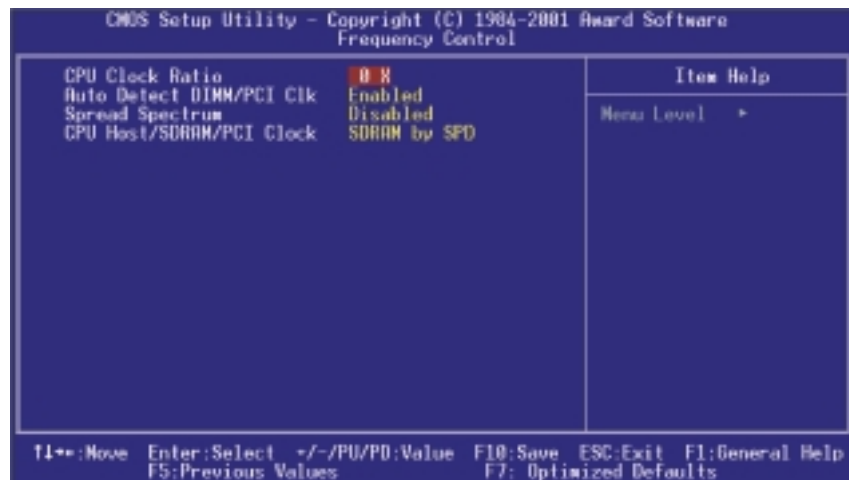 CMOS Setup Utility - Copyright (C) 1984-2001 Award Software
Frequency Control
CPU Clock Ratio 8 X
Auto Detect DIMM/PCI Clk Enabled
Spread Spectrum Disabled
CPU Host/SDRAM/PCI Clock SDRAM by SPD
Item Help
Menu Level ►
↑↓→←:Move Enter:Select +/-/PU/PD:Value F10:Save ESC:Exit F1:General Help
F5:Previous Values F7: Optimized Defaults